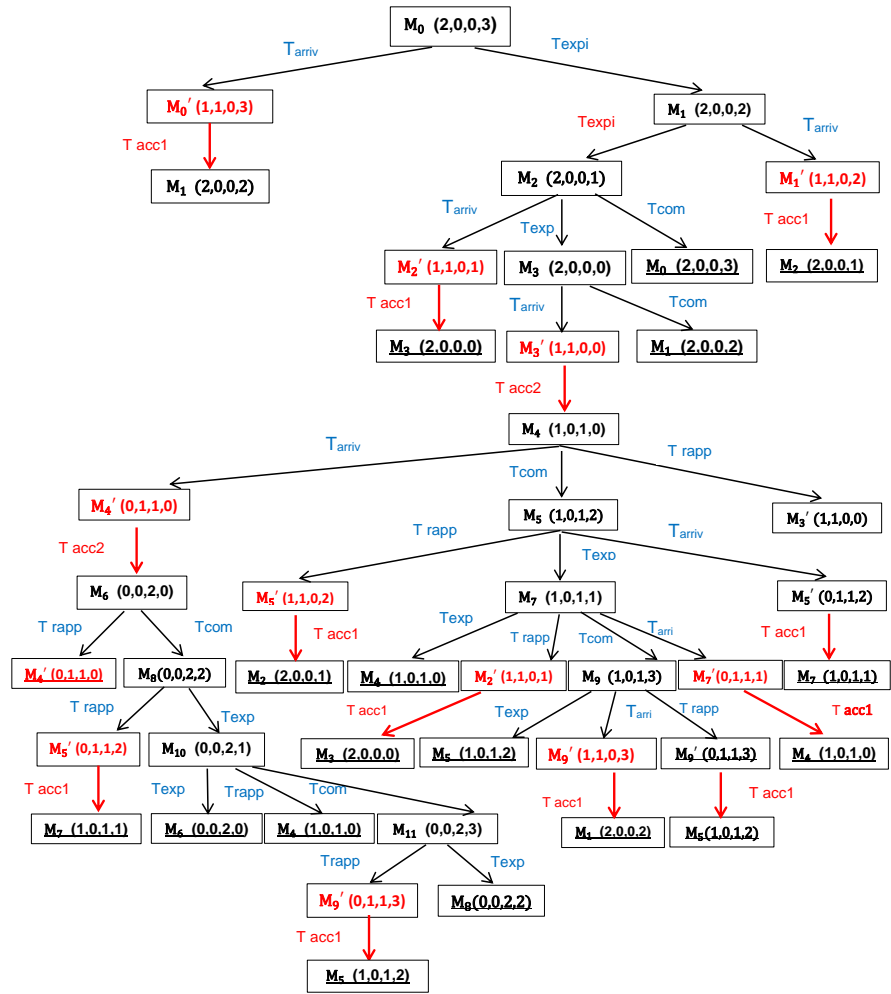 M₀ (2,0,0,3)
Tarriv
Texpi
M₀′ (1,1,0,3)
M₁ (2,0,0,2)
T acc1
Texpi
Tarriv
M₁ (2,0,0,2)
M₂ (2,0,0,1)
M₁′ (1,1,0,2)
Tarriv
Texp
Tcom
T acc1
M₂′ (1,1,0,1)
M₃ (2,0,0,0)
M₀ (2,0,0,3)
M₂ (2,0,0,1)
T acc1
Tarriv
Tcom
M₃ (2,0,0,0)
M₃′ (1,1,0,0)
M₁ (2,0,0,2)
T acc2
M₄ (1,0,1,0)
Tarriv
Tcom
T rapp
M₄′ (0,1,1,0)
M₅ (1,0,1,2)
M₃′ (1,1,0,0)
T acc2
T rapp
Texp
Tarriv
M₆ (0,0,2,0)
M₅′ (1,1,0,2)
M₇ (1,0,1,1)
M₅′ (0,1,1,2)
T rapp
Tcom
T acc1
Texp
T rapp
Tcom
Tarri
T acc1
M₄′ (0,1,1,0)
M₈(0,0,2,2)
M₂ (2,0,0,1)
M₄ (1,0,1,0)
M₂′ (1,1,0,1)
M₉ (1,0,1,3)
M₇′ (0,1,1,1)
M₇ (1,0,1,1)
T rapp
Texp
T acc1
Texp
Tarri
T rapp
T acc1
M₅′ (0,1,1,2)
M₁₀ (0,0,2,1)
M₃ (2,0,0,0)
M₅ (1,0,1,2)
M₉′ (1,1,0,3)
M₉′ (0,1,1,3)
M₄ (1,0,1,0)
T acc1
Texp
Trapp
Tcom
T acc1
T acc1
M₇ (1,0,1,1)
M₆ (0,0,2,0)
M₄ (1,0,1,0)
M₁₁ (0,0,2,3)
M₁ (2,0,0,2)
M₅(1,0,1,2)
Trapp
Texp
M₉′ (0,1,1,3)
M₈(0,0,2,2)
T acc1
M₅ (1,0,1,2)